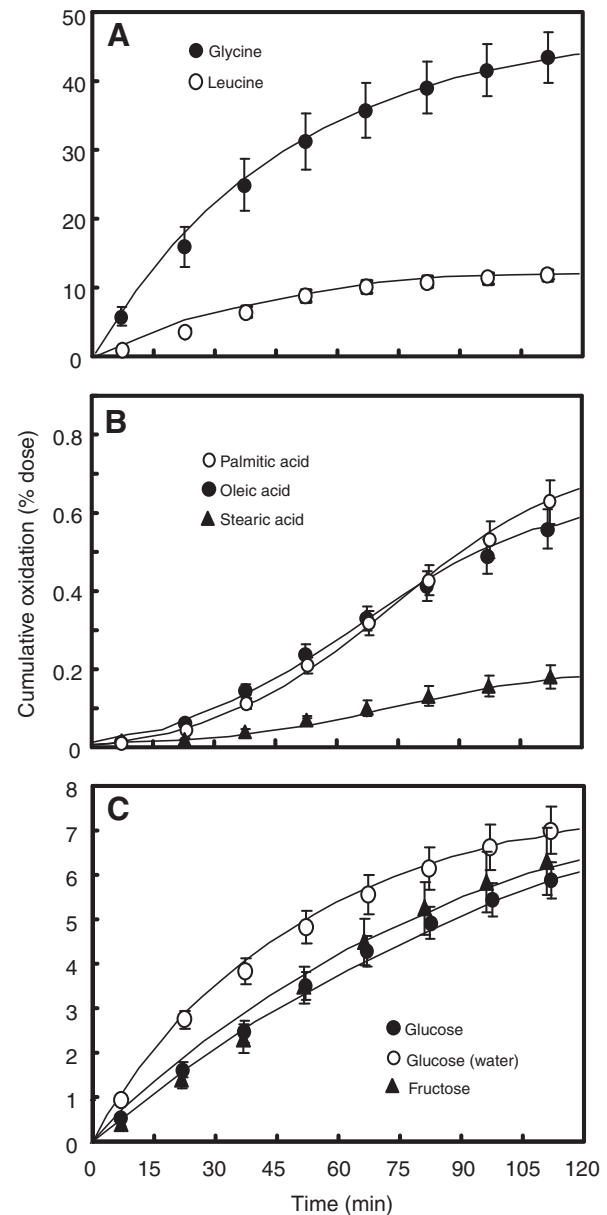 50
A
Glycine
Leucine
40
30
20
10
0
B
0.8
Palmitic acid
Oleic acid
Stearic acid
0.6
0.4
0.2
0
Cumulative oxidation (% dose)
8
C
7
6
5
4
3
Glucose
Glucose (water)
Fructose
2
1
0
0 15 30 45 60 75 90 105 120
Time (min)